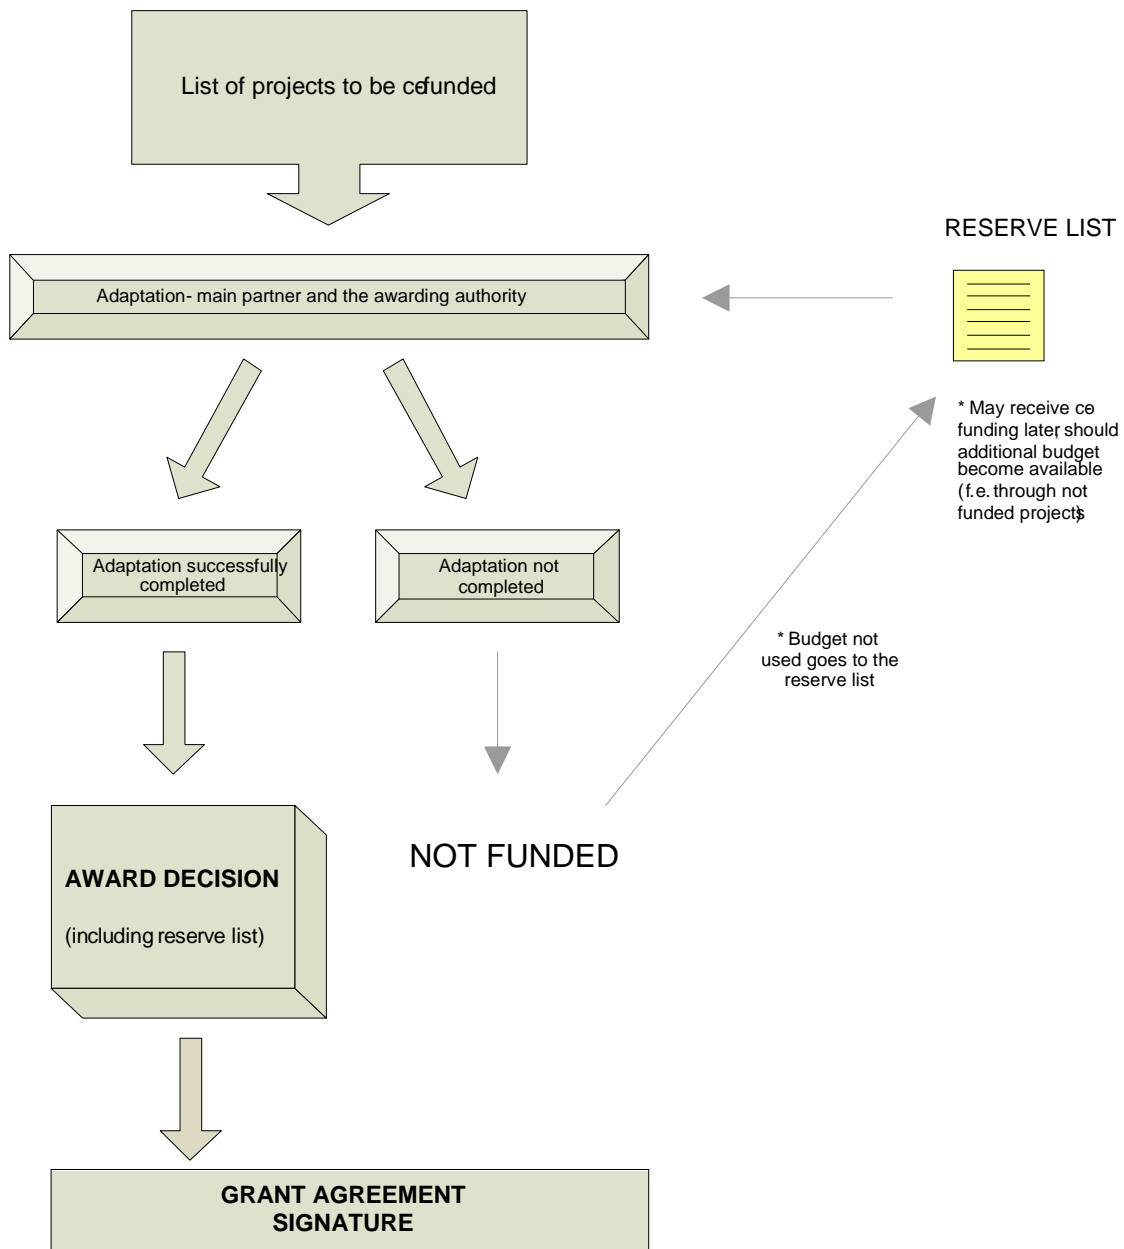 List of projects to be cofunded
RESERVE LIST
Adaptation- main partner and the awarding authority
* May receive co
funding later, should
additional budget
become available
(f.e. through not
funded projects)
Adaptation successfully
completed
Adaptation not
completed
* Budget not
used goes to the
reserve list
NOT FUNDED
AWARD DECISION
(including reserve list)
GRANT AGREEMENT
SIGNATURE